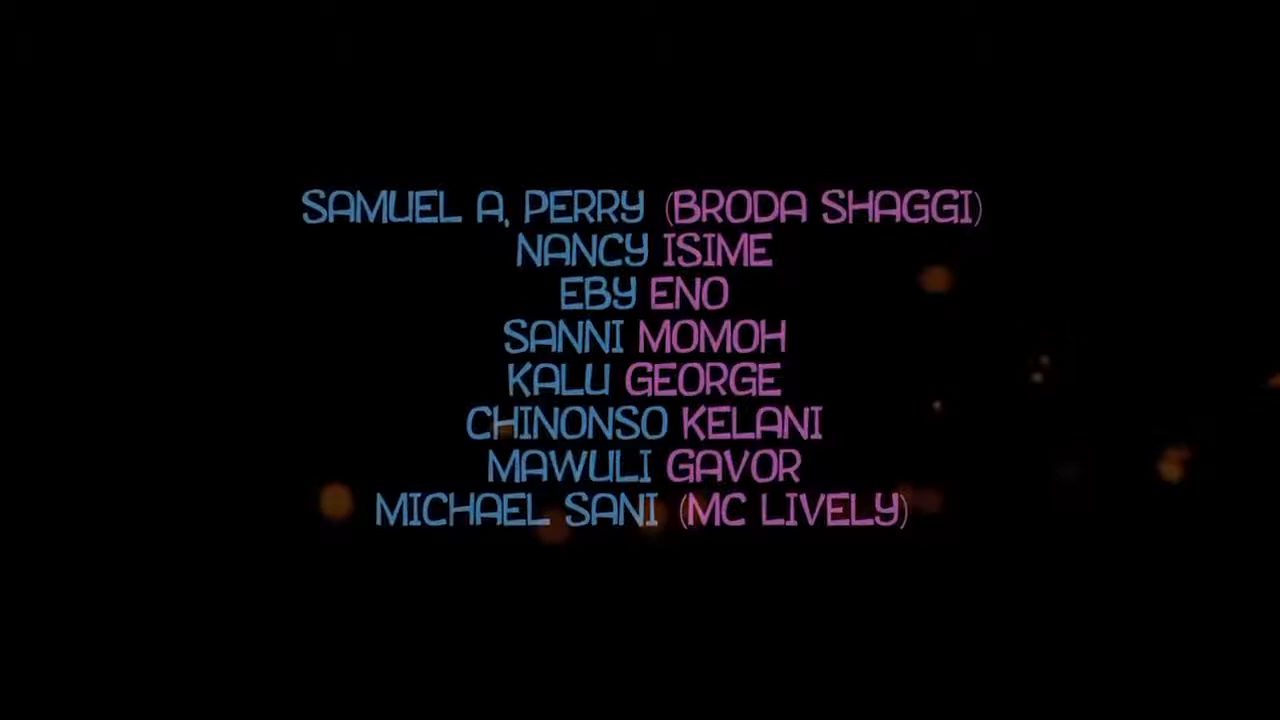 SAMUEL A. PERRY (BRODA SHAGGI)
NANCY ISIME
EBY ENO
SANNI MOMOH
KALU GEORGE
CHINONSO KELANI
MAWULI GAVOR
MICHAEL SANI (MC LIVELY)